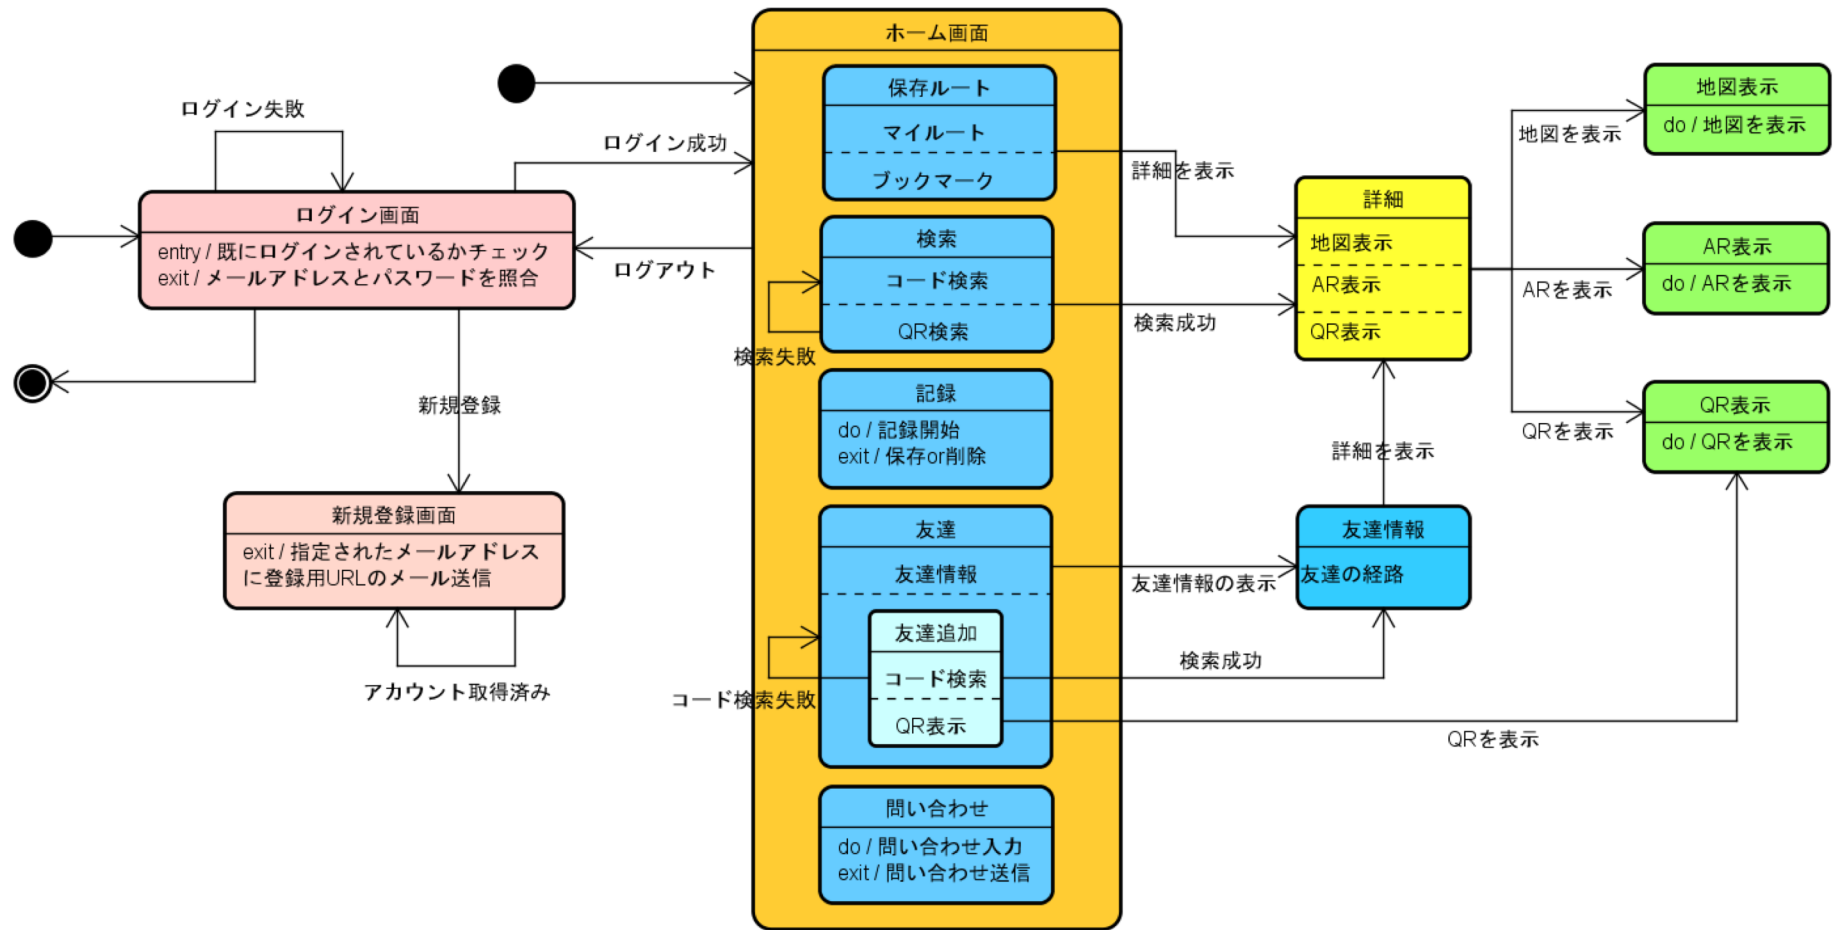 ログイン失敗
ログイン画面
entry / 既にログインされているかチェック
exit / メールアドレスとパスワードを照合
ログイン成功
ログアウト
新規登録
新規登録画面
exit / 指定されたメールアドレス
に登録用URLのメール送信
アカウント取得済み
ホーム画面
保存ルート
マイルート
ブックマーク
詳細を表示
検索
コード検索
QR検索
検索失敗
検索成功
記録
do / 記録開始
exit / 保存or削除
友達
友達情報
友達追加
コード検索
QR表示
コード検索失敗
友達情報の表示
検索成功
QRを表示
問い合わせ
do / 問い合わせ入力
exit / 問い合わせ送信
詳細
地図表示
AR表示
QR表示
詳細を表示
友達情報
友達の経路
地図を表示
ARを表示
QRを表示
地図表示
do / 地図を表示
AR表示
do / ARを表示
QR表示
do / QRを表示